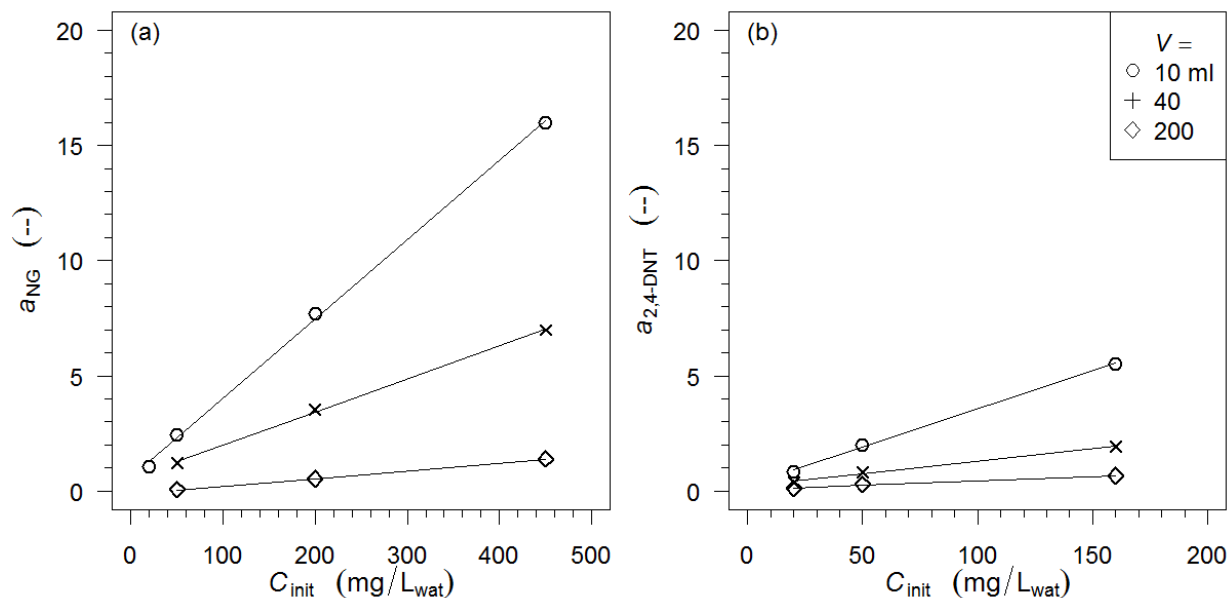 (a)
20
15
10
5
0
a_NG (--)
0 100 200 300 400 500
C_init (mg/L_wat)
(b)
V =
10 ml
40
200
20
15
10
5
0
a_2,4-DNT (--)
0 50 100 150 200
C_init (mg/L_wat)